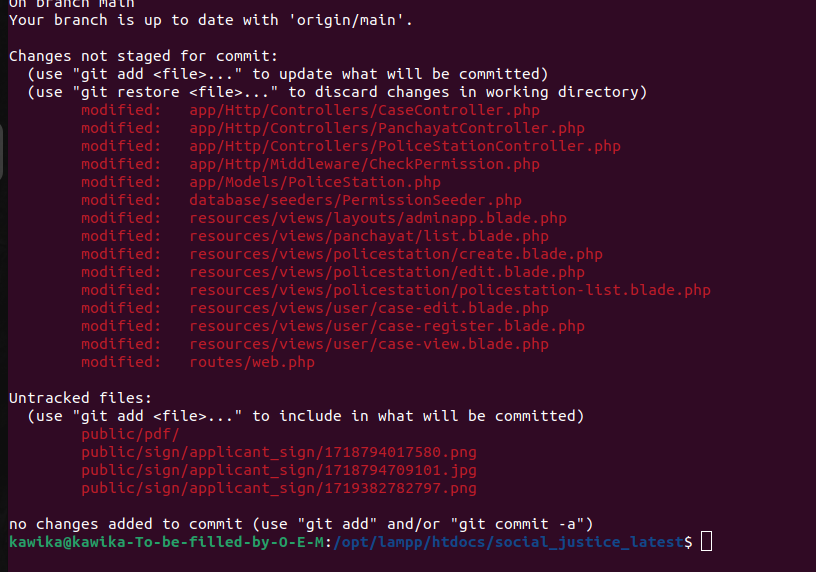 On branch main
Your branch is up to date with 'origin/main'.
Changes not staged for commit:
(use "git add <file>..." to update what will be committed)
(use "git restore <file>..." to discard changes in working directory)
modified: app/Http/Controllers/CaseController.php
modified: app/Http/Controllers/PanchayatController.php
modified: app/Http/Controllers/PoliceStationController.php
modified: app/Http/Middleware/CheckPermission.php
modified: app/Models/PoliceStation.php
modified: database/seeders/PermissionSeeder.php
modified: resources/views/layouts/adminapp.blade.php
modified: resources/views/panchayat/list.blade.php
modified: resources/views/policestation/create.blade.php
modified: resources/views/policestation/edit.blade.php
modified: resources/views/policestation/policestation-list.blade.php
modified: resources/views/user/case-edit.blade.php
modified: resources/views/user/case-register.blade.php
modified: resources/views/user/case-view.blade.php
modified: routes/web.php
Untracked files:
(use "git add <file>..." to include in what will be committed)
public/pdf/
public/sign/applicant_sign/1718794017580.png
public/sign/applicant_sign/1718794709101.jpg
public/sign/applicant_sign/1719382782797.png
no changes added to commit (use "git add" and/or "git commit -a")
kawika@kawika-To-be-filled-by-O-E-M:/opt/lampp/htdocs/social_justice_latest$